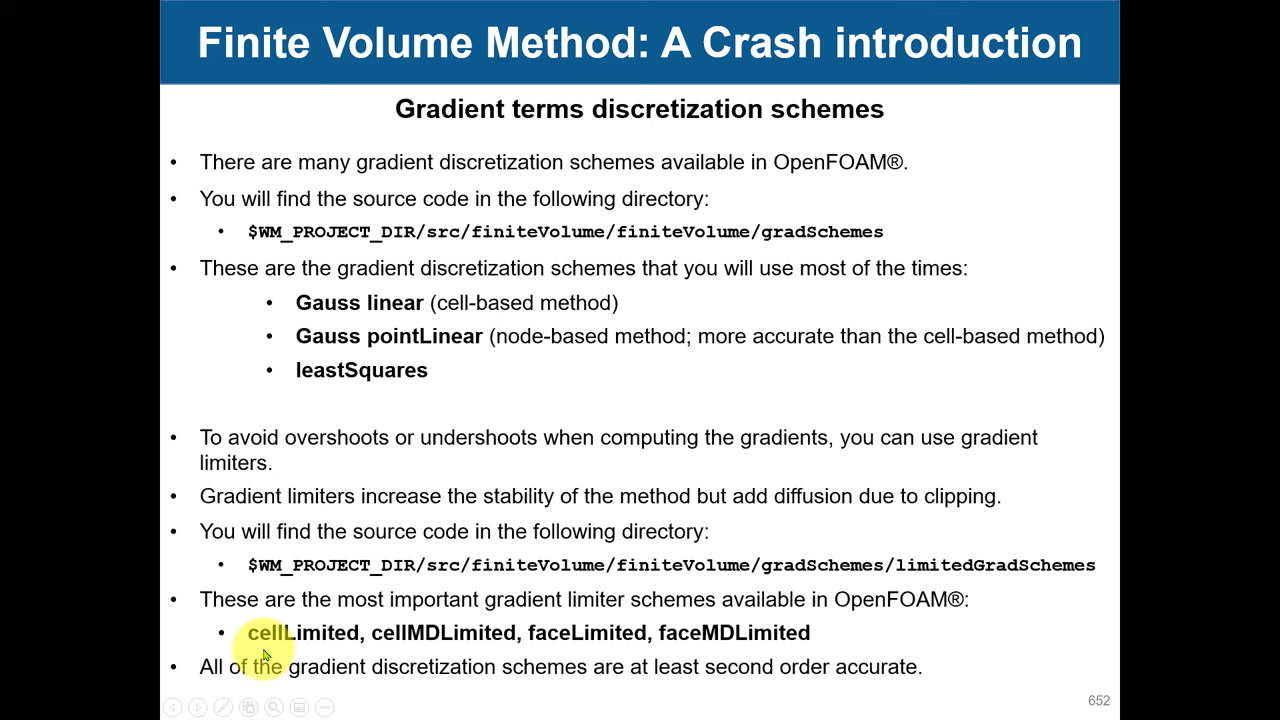 Finite Volume Method: A Crash introduction
Gradient terms discretization schemes
• There are many gradient discretization schemes available in OpenFOAM®.
• You will find the source code in the following directory:
• $WM_PROJECT_DIR/src/finiteVolume/finiteVolume/gradSchemes
• These are the gradient discretization schemes that you will use most of the times:
• Gauss linear (cell-based method)
• Gauss pointLinear (node-based method; more accurate than the cell-based method)
• leastSquares
• To avoid overshoots or undershoots when computing the gradients, you can use gradient
limiters.
• Gradient limiters increase the stability of the method but add diffusion due to clipping.
• You will find the source code in the following directory:
• $WM_PROJECT_DIR/src/finiteVolume/finiteVolume/gradSchemes/limitedGradSchemes
• These are the most important gradient limiter schemes available in OpenFOAM®:
• cellLimited, cellMDLimited, faceLimited, faceMDLimited
• All of the gradient discretization schemes are at least second order accurate.
652